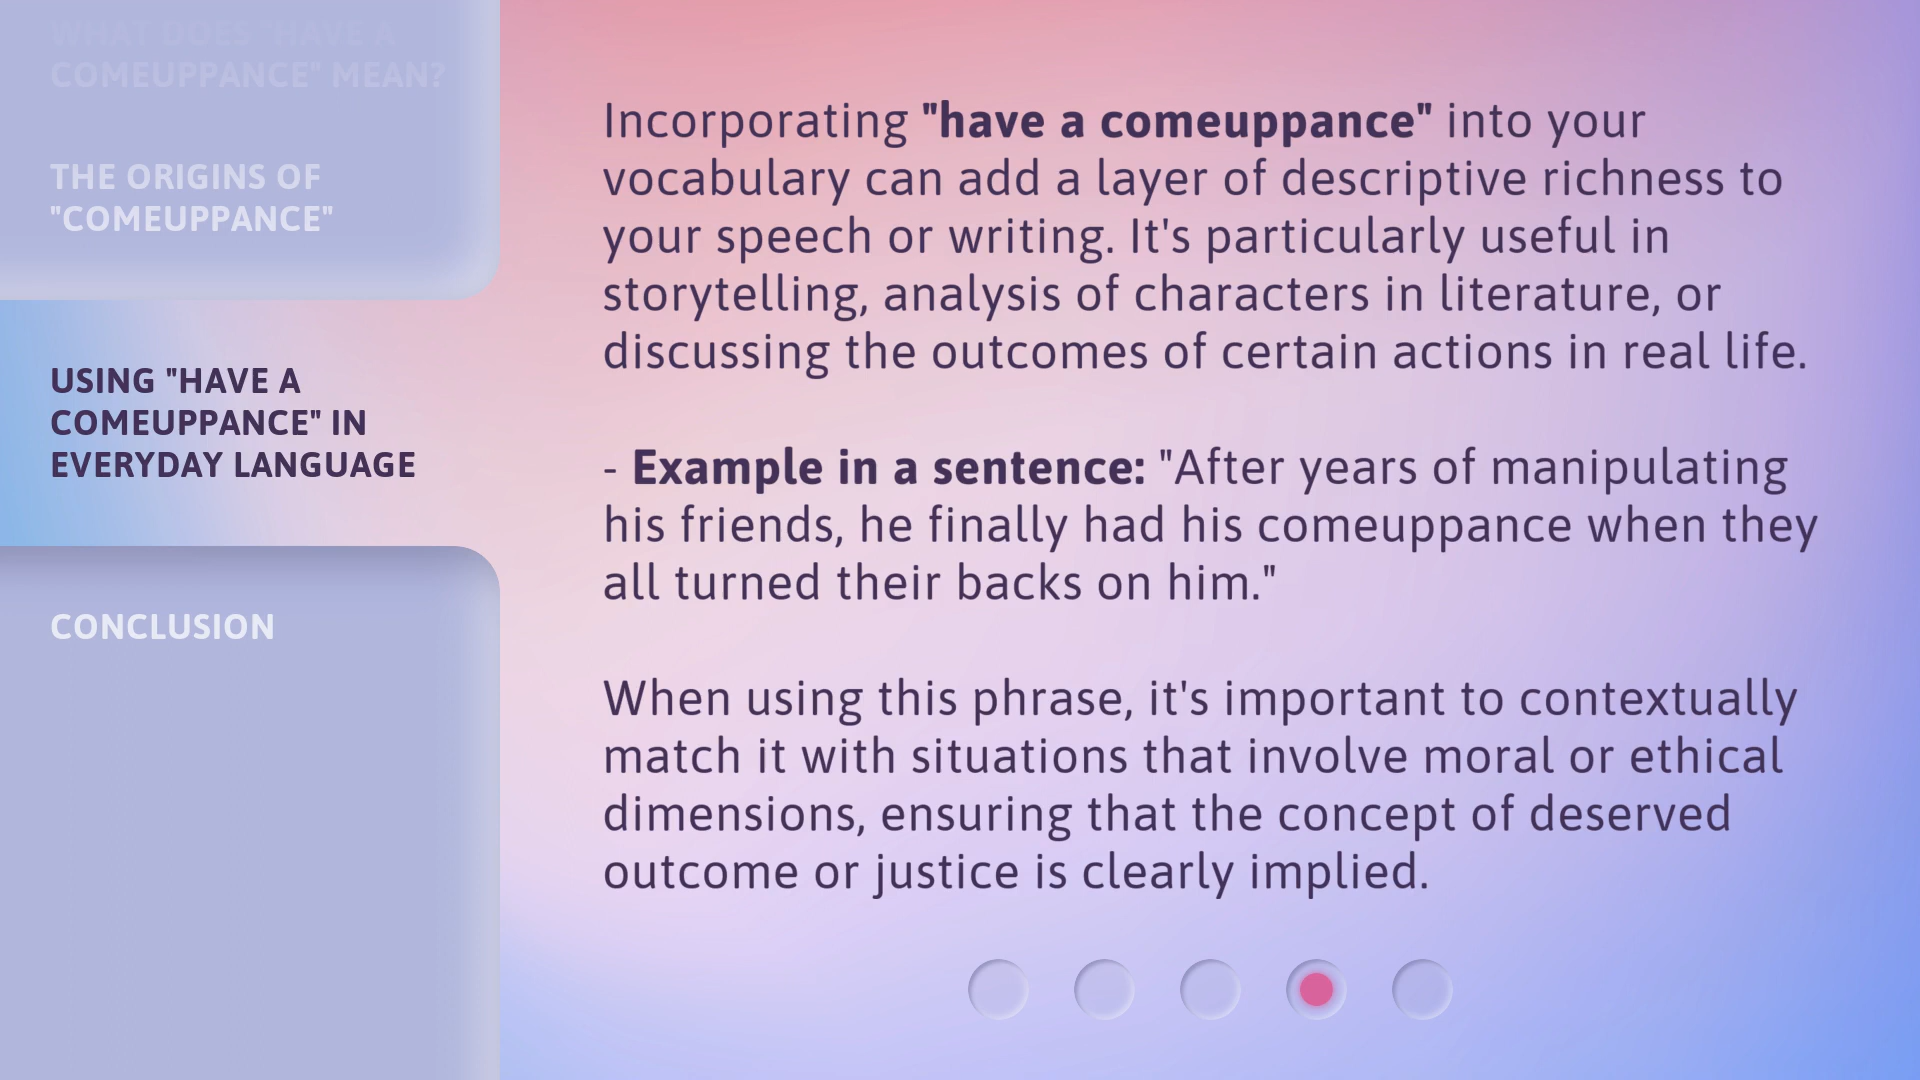 WHAT DOES "HAVE A
COMEUPPANCE" MEAN?
THE ORIGINS OF
"COMEUPPANCE"
USING "HAVE A
COMEUPPANCE" IN
EVERYDAY LANGUAGE
CONCLUSION
Incorporating "have a comeuppance" into your
vocabulary can add a layer of descriptive richness to
your speech or writing. It's particularly useful in
storytelling, analysis of characters in literature, or
discussing the outcomes of certain actions in real life.
- Example in a sentence: "After years of manipulating
his friends, he finally had his comeuppance when they
all turned their backs on him."
When using this phrase, it's important to contextually
match it with situations that involve moral or ethical
dimensions, ensuring that the concept of deserved
outcome or justice is clearly implied.